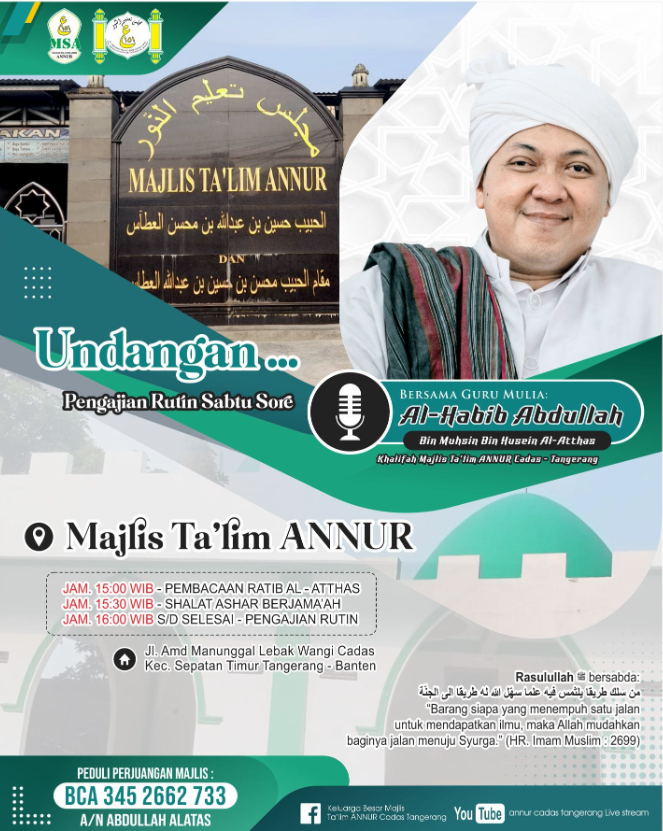 MSA
ANNUR
AKAN
مجلس تعليم النور
MAJLIS TA'LIM ANNUR
الحبيب حسين بن عبدالله بن محسن العطاس
DAN
مقام الحبيب محسن بن حسين بن عبدالله العطاس
Undangan ...
Pengajian Rutin Sabtu Sore
BERSAMA GURU MULIA:
Al-Habib Abdullah
Bin Muhsin Bin Husein Al-Atthas
Khalifah Majlis Ta'lim ANNUR Cadas - Tangerang
Majlis Ta'lim ANNUR
JAM. 15:00 WIB - PEMBACAAN RATIB AL - ATTHAS
JAM. 15:30 WIB - SHALAT ASHAR BERJAMA'AH
JAM. 16:00 WIB S/D SELESAI - PENGAJIAN RUTIN
Jl. Amd Manunggal Lebak Wangi Cadas
Kec. Sepatan Timur Tangerang - Banten
Rasulullah ﷺ bersabda:
من سلك طريقا يلتمس فيه علما سهّل الله له طريقا الى الجنّة
"Barang siapa yang menempuh satu jalan
untuk mendapatkan ilmu, maka Allah mudahkan
baginya jalan menuju Syurga." (HR. Imam Muslim : 2699)
PEDULI PERJUANGAN MAJLIS :
BCA 345 2662 733
A/N ABDULLAH ALATAS
Keluarga Besar Majlis
Ta'lim ANNUR Cadas Tangerang
YouTube
annur cadas tangerang Live stream